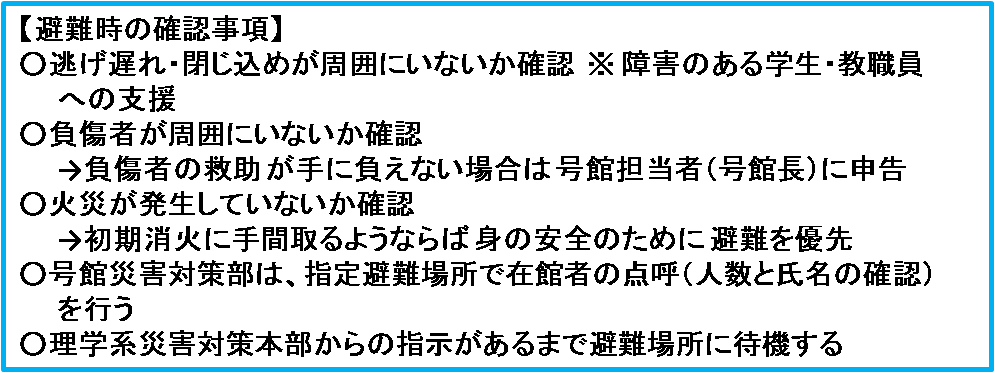 【避難時の確認事項】
○逃げ遅れ・閉じ込めが周囲にいないか確認 ※障害のある学生・教職員
への支援
○負傷者が周囲にいないか確認
→負傷者の救助が手に負えない場合は号館担当者（号館長）に申告
○火災が発生していないか確認
→初期消火に手間取るようならば身の安全のために避難を優先
○号館災害対策部は、指定避難場所で在館者の点呼（人数と氏名の確認）
を行う
○理学系災害対策本部からの指示があるまで避難場所に待機する